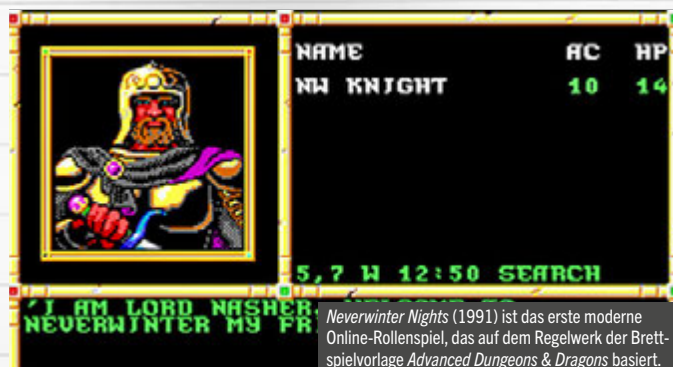 NAME AC HP
NW KNIGHT 10 14
5,7 W 12:50 SEARCH
'I AM LORD NASHER,
NEVERWINTER MY
Neverwinter Nights (1991) ist das erste moderne
Online-Rollenspiel, das auf dem Regelwerk der Brett-
spielvorlage Advanced Dungeons & Dragons basiert.